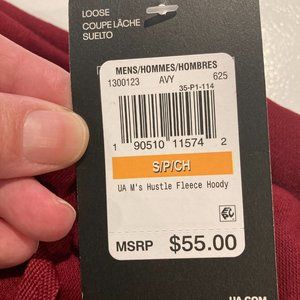 LOOSE
COUPE LÂCHE
SUELTO
MENS/HOMMES/HOMBRES
1300123 AVY 625
35-P1-114
1 90510 11574 2
S/P/CH
UA M's Hustle Fleece Hoody
MSRP $55.00
UA.COM